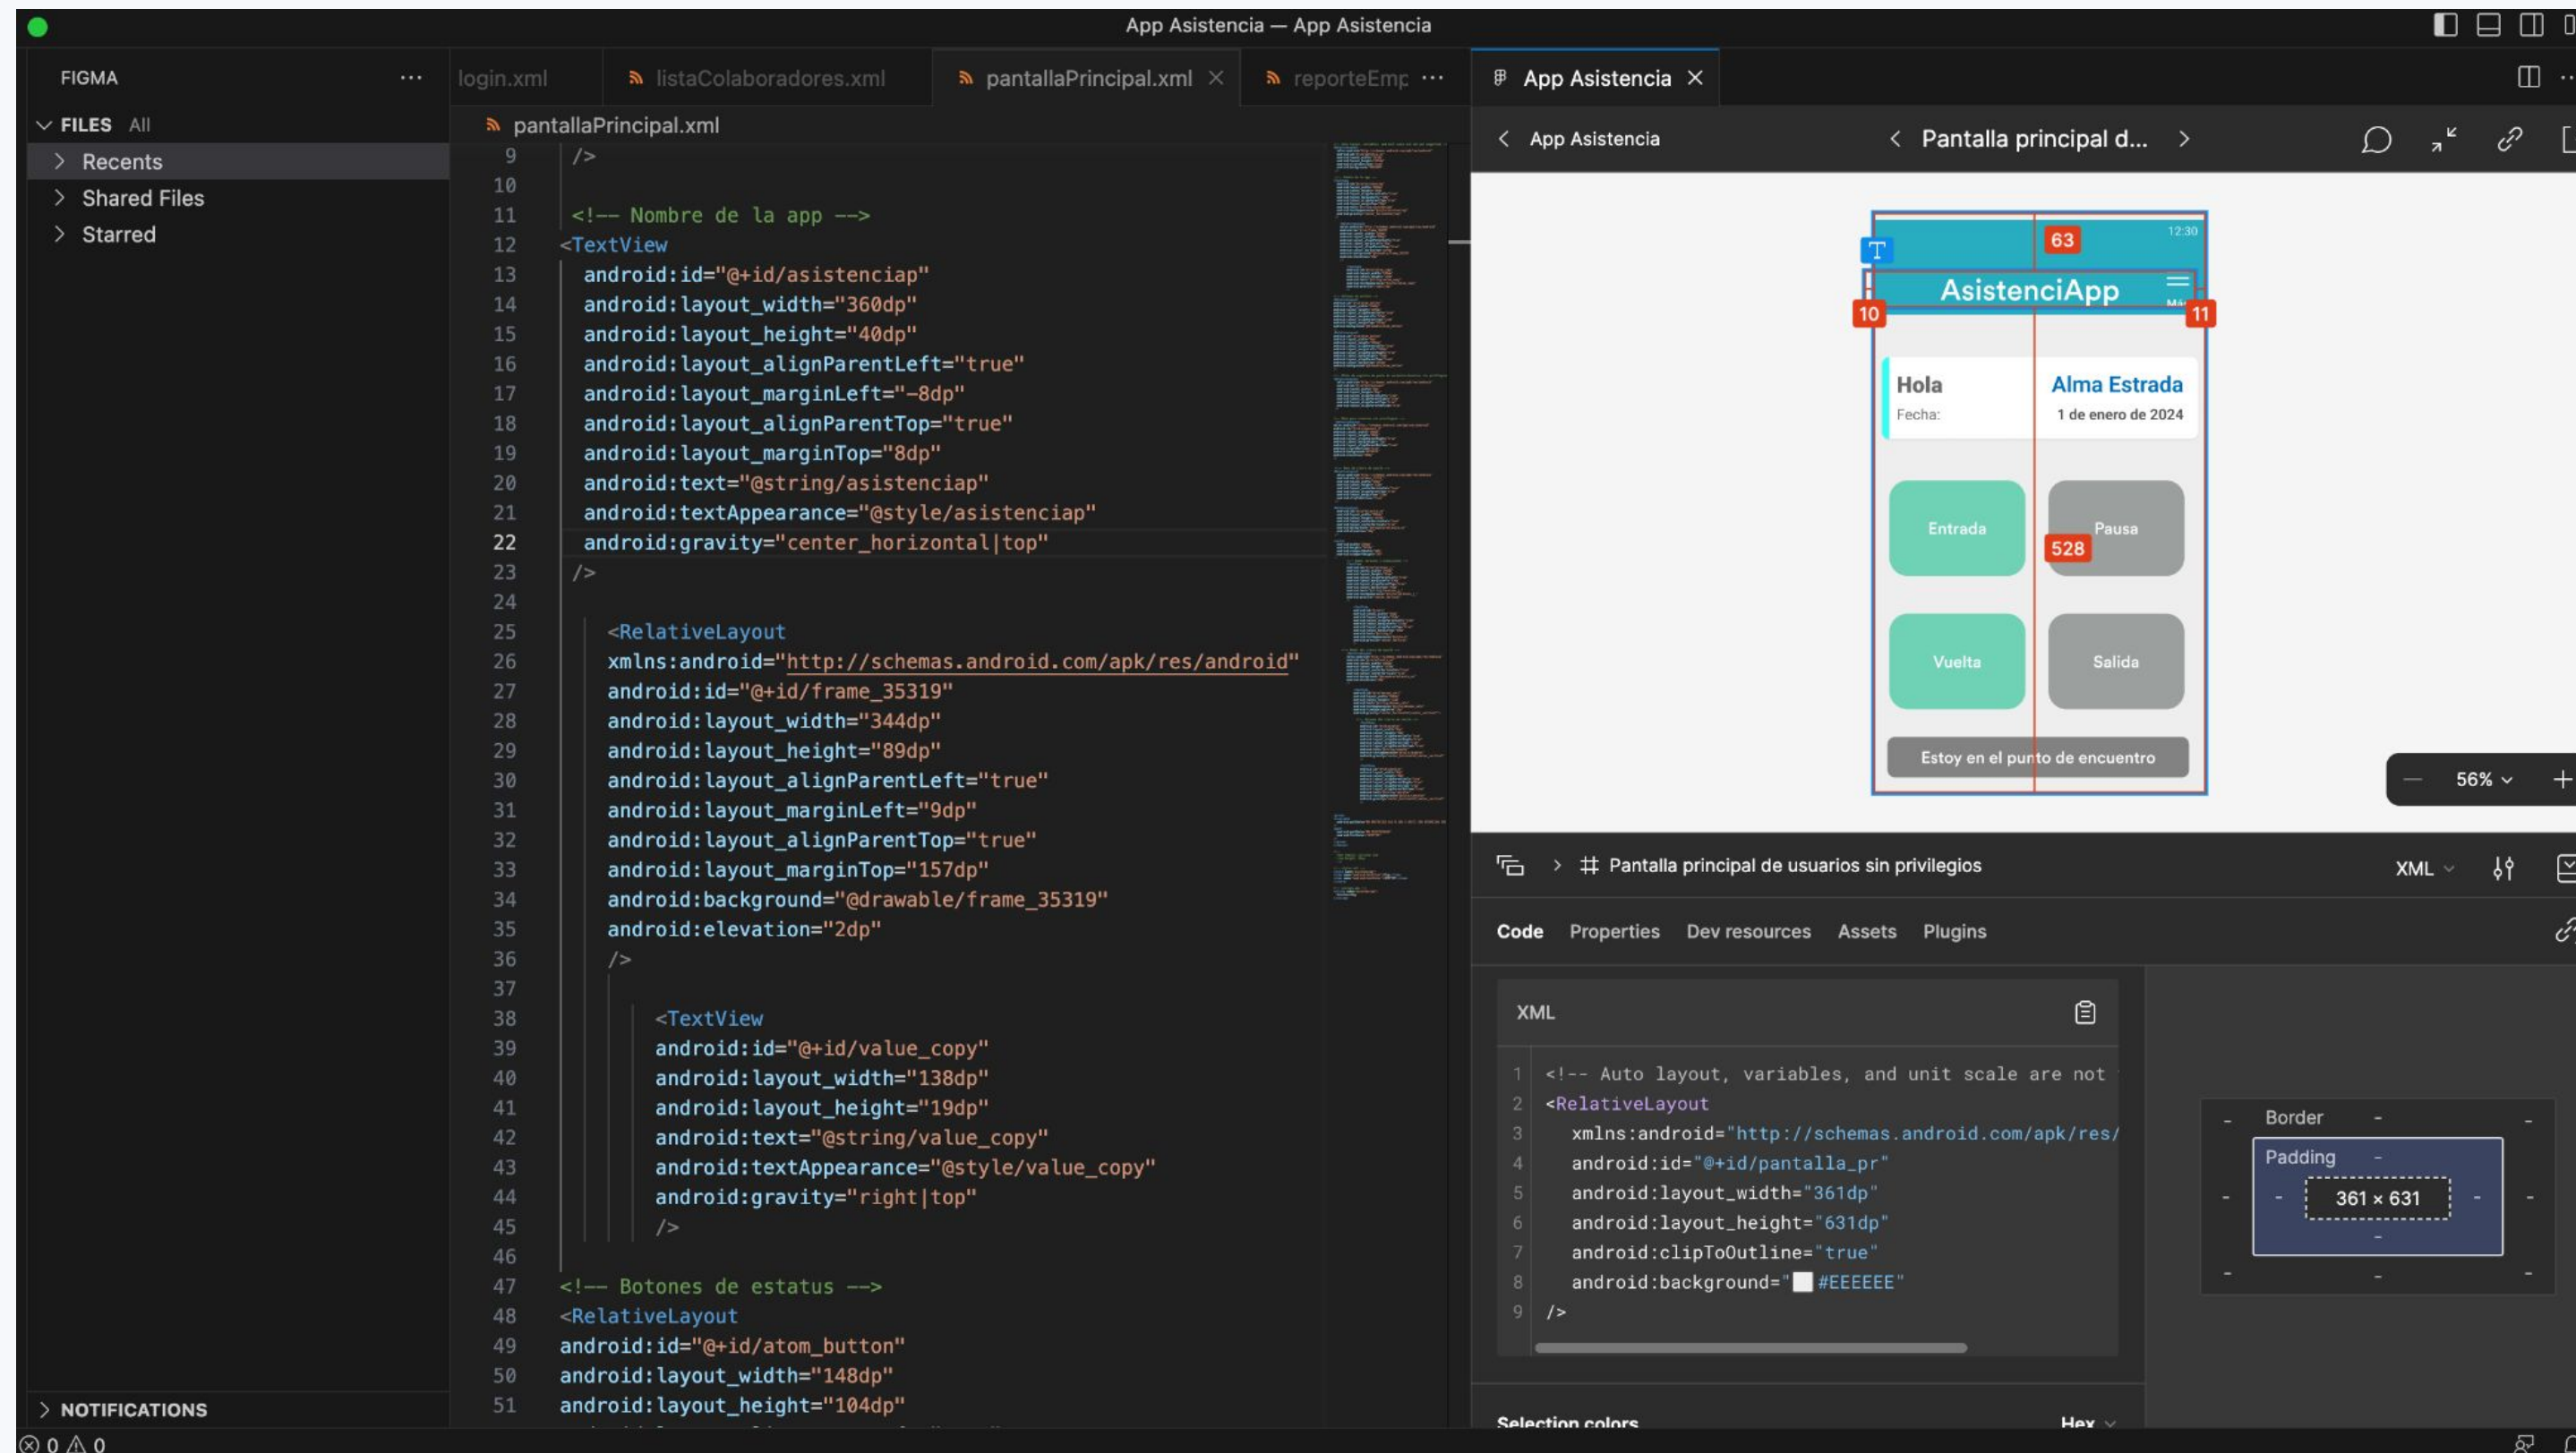 App Asistencia — App Asistencia
FIGMA
FILES All
Recents
Shared Files
Starred
NOTIFICATIONS
0 0
login.xml
listaColaboradores.xml
pantallaPrincipal.xml
reporteEmp
pantallaPrincipal.xml
9 />
10
11 <!-- Nombre de la app -->
12 <TextView
13 android:id="@+id/asistenciap"
14 android:layout_width="360dp"
15 android:layout_height="40dp"
16 android:layout_alignParentLeft="true"
17 android:layout_marginLeft="-8dp"
18 android:layout_alignParentTop="true"
19 android:layout_marginTop="8dp"
20 android:text="@string/asistenciap"
21 android:textAppearance="@style/asistenciap"
22 android:gravity="center_horizontal|top"
23 />
24
25 <RelativeLayout
26 xmlns:android="http://schemas.android.com/apk/res/android"
27 android:id="@+id/frame_35319"
28 android:layout_width="344dp"
29 android:layout_height="89dp"
30 android:layout_alignParentLeft="true"
31 android:layout_marginLeft="9dp"
32 android:layout_alignParentTop="true"
33 android:layout_marginTop="157dp"
34 android:background="@drawable/frame_35319"
35 android:elevation="2dp"
36 />
37
38 <TextView
39 android:id="@+id/value_copy"
40 android:layout_width="138dp"
41 android:layout_height="19dp"
42 android:text="@string/value_copy"
43 android:textAppearance="@style/value_copy"
44 android:gravity="right|top"
45 />
46
47 <!-- Botones de estatus -->
48 <RelativeLayout
49 android:id="@+id/atom_button"
50 android:layout_width="148dp"
51 android:layout_height="104dp"
App Asistencia
App Asistencia
Pantalla principal d...
12:30
T
63
AsistenciApp
10
11
Hola
Alma Estrada
Fecha:
1 de enero de 2024
Entrada
Pausa
528
Vuelta
Salida
Estoy en el punto de encuentro
56%
Pantalla principal de usuarios sin privilegios
XML
Code Properties Dev resources Assets Plugins
XML
1 <!-- Auto layout, variables, and unit scale are not
2 <RelativeLayout
3 xmlns:android="http://schemas.android.com/apk/res/
4 android:id="@+id/pantalla_pr"
5 android:layout_width="361dp"
6 android:layout_height="631dp"
7 android:clipToOutline="true"
8 android:background="#EEEEEE"
9 />
Border -
Padding -
361 × 631
Selection colors
Hex